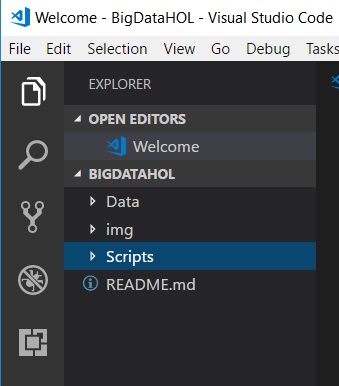 Welcome - BigDataHOL - Visual Studio Code
File Edit Selection View Go Debug Tasks
EXPLORER
OPEN EDITORS
Welcome
BIGDATAHOL
Data
img
Scripts
README.md